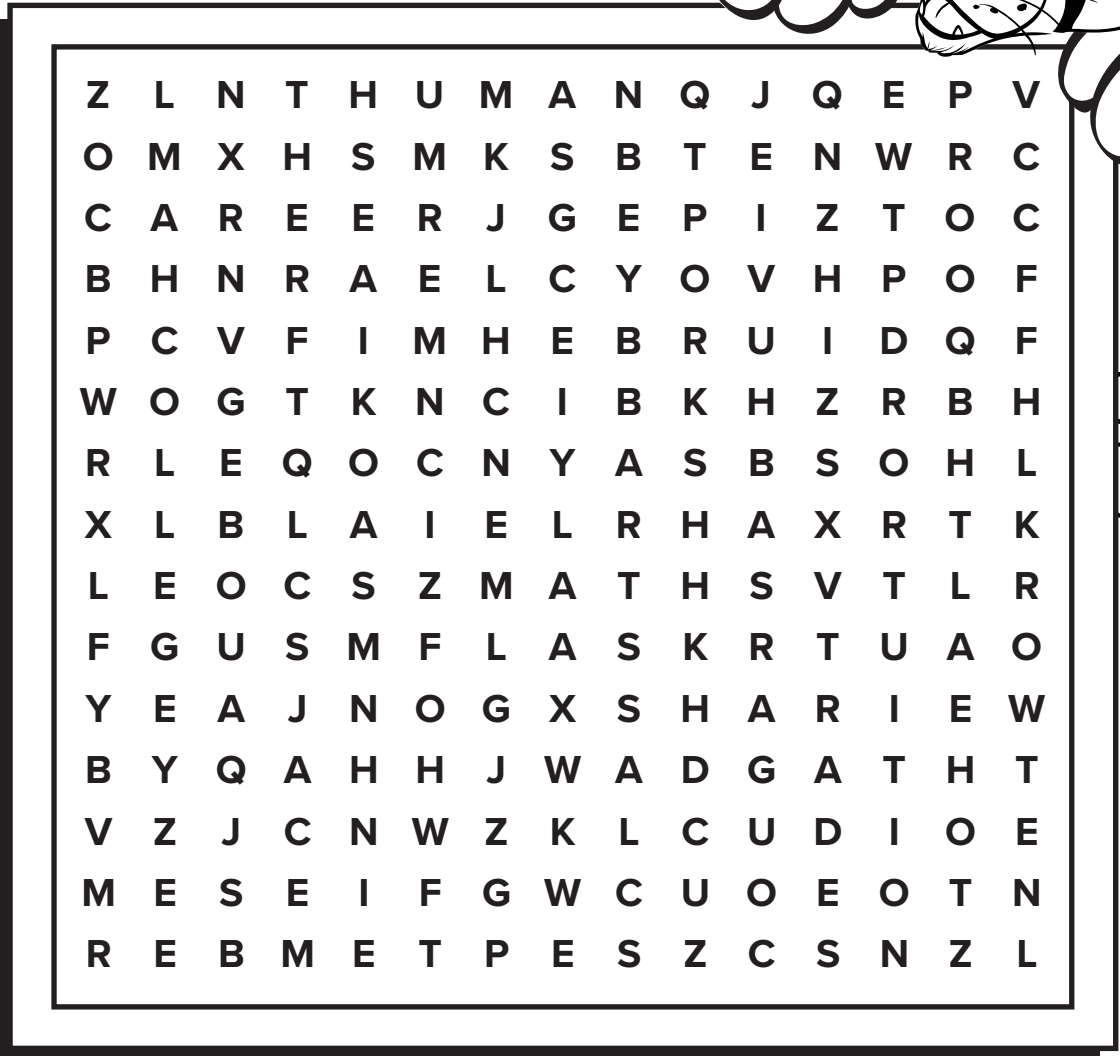 Z L N T H U M A N Q J Q E P V
O M X H S M K S B T E N W R C
C A R E E R J G E P I Z T O C
B H N R A E L C Y O V H P O F
P C V F I M H E B R U I D Q F
W O G T K N C I B K H Z R B H
R L E Q O C N Y A S B S O H L
X L B L A I E L R H A X R T K
L E O C S Z M A T H S V T L R
F G U S M F L A S K R T U A O
Y E A J N O G X S H A R I E W
B Y Q A H H J W A D G A T H T
V Z J C N W Z K L C U D I O E
M E S E I F G W C U O E O T N
R E B M E T P E S Z C S N Z L